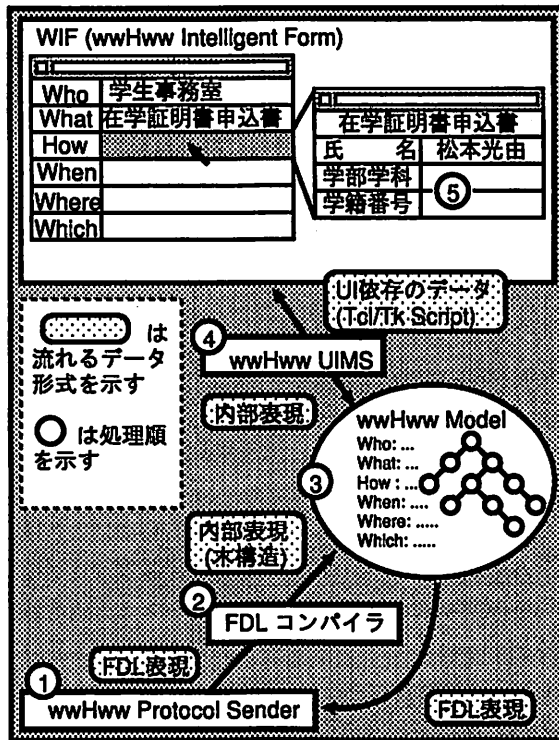 WIF (wwHww Intelligent Form)
Who 学生事務室
What 在学証明書申込書
How
When
Where
Which
在学証明書申込書
氏 名 松本光由
学部学科
学籍番号
⑤
UI依存のデータ
(Tcl/Tk Script)
は
流れるデータ
形式を示す
○は処理順
を示す
④
wwHww UIMS
内部表現
wwHww Model
Who: ...
What: ...
How : ...
When: ....
Where: .....
Which: .....
③
内部表現
(木構造)
②
FDL コンパイラ
FDL表現
①
wwHww Protocol Sender
FDL表現